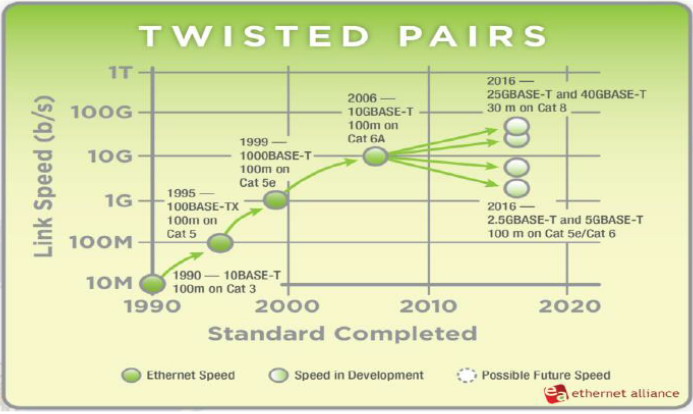 TWISTED PAIRS
Link Speed (b/s)
1T
100G
10G
1G
100M
10M
1990
2000
2010
2020
1990 — 10BASE-T
100m on Cat 3
1995 —
100BASE-TX
100m on
Cat 5
1999 —
1000BASE-T
100m on
Cat 5e
2006 —
10GBASE-T
100m on
Cat 6A
2016 —
25GBASE-T and 40GBASE-T
30 m on Cat 8
2016 —
2.5GBASE-T and 5GBASE-T
100 m on Cat 5e/Cat 6
Standard Completed
Ethernet Speed
Speed in Development
Possible Future Speed
ea ethernet alliance